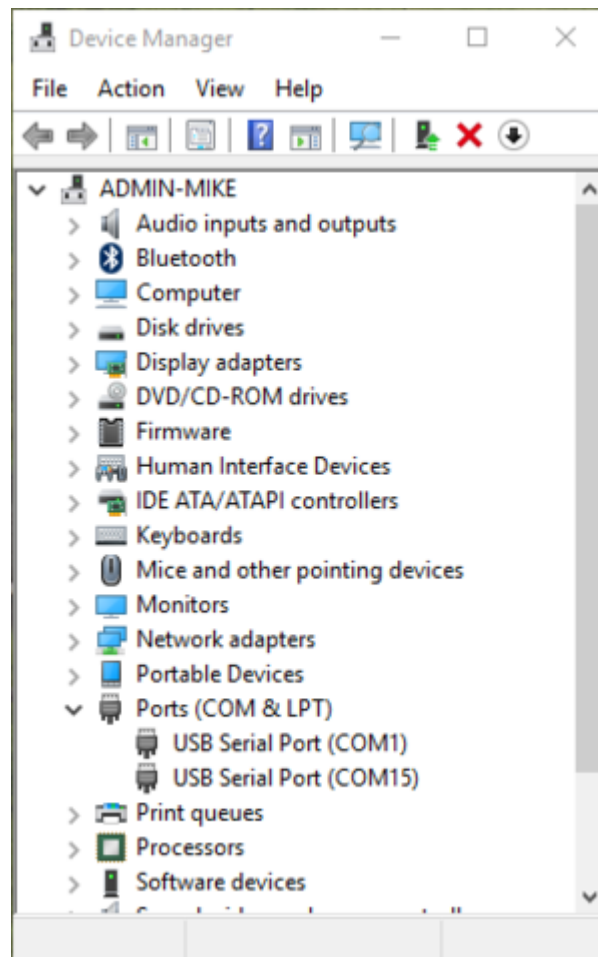 Device Manager
File Action View Help
ADMIN-MIKE
Audio inputs and outputs
Bluetooth
Computer
Disk drives
Display adapters
DVD/CD-ROM drives
Firmware
Human Interface Devices
IDE ATA/ATAPI controllers
Keyboards
Mice and other pointing devices
Monitors
Network adapters
Portable Devices
Ports (COM & LPT)
USB Serial Port (COM1)
USB Serial Port (COM15)
Print queues
Processors
Software devices